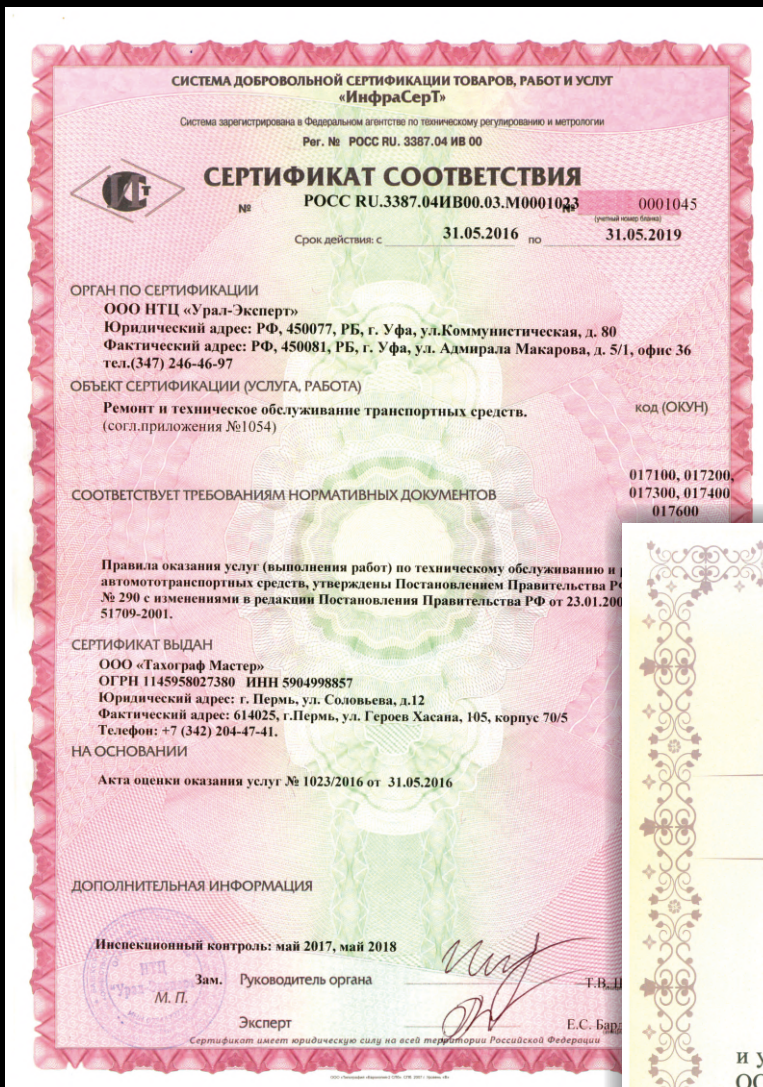 СИСТЕМА ДОБРОВОЛЬНОЙ СЕРТИФИКАЦИИ ТОВАРОВ, РАБОТ И УСЛУГ
«ИнфраСерТ»
Система зарегистрирована в Федеральном агентстве по техническому регулированию и метрологии
Рег. № РОСС RU. 3387.04 ИВ 00
СЕРТИФИКАТ СООТВЕТСТВИЯ
№ РОСС RU.3387.04ИВ00.03.М0001023 № 0001045
(учетный номер бланка)
Срок действия: с 31.05.2016 по 31.05.2019
ОРГАН ПО СЕРТИФИКАЦИИ
ООО НТЦ «Урал-Эксперт»
Юридический адрес: РФ, 450077, РБ, г. Уфа, ул.Коммунистическая, д. 80
Фактический адрес: РФ, 450081, РБ, г. Уфа, ул. Адмирала Макарова, д. 5/1, офис 36
тел.(347) 246-46-97
ОБЪЕКТ СЕРТИФИКАЦИИ (УСЛУГА, РАБОТА)
Ремонт и техническое обслуживание транспортных средств. код (ОКУН)
(согл.приложения №1054)
017100, 017200,
СООТВЕТСТВУЕТ ТРЕБОВАНИЯМ НОРМАТИВНЫХ ДОКУМЕНТОВ 017300, 017400
017600
Правила оказания услуг (выполнения работ) по техническому обслуживанию и
автомототранспортных средств, утверждены Постановлением Правительства
№ 290 с изменениями в редакции Постановления Правительства РФ от 23.01.200
51709-2001.
СЕРТИФИКАТ ВЫДАН
ООО «Тахограф Мастер»
ОГРН 1145958027380 ИНН 5904998857
Юридический адрес: г. Пермь, ул. Соловьева, д.12
Фактический адрес: 614025, г.Пермь, ул. Героев Хасана, 105, корпус 70/5
Телефон: +7 (342) 204-47-41.
НА ОСНОВАНИИ
Акта оценки оказания услуг № 1023/2016 от 31.05.2016
ДОПОЛНИТЕЛЬНАЯ ИНФОРМАЦИЯ
Инспекционный контроль: май 2017, май 2018
Зам. Руководитель органа Т.В.
М. П.
Эксперт Е.С. Бар
Сертификат имеет юридическую силу на всей территории Российской Федерации
и у
ОС